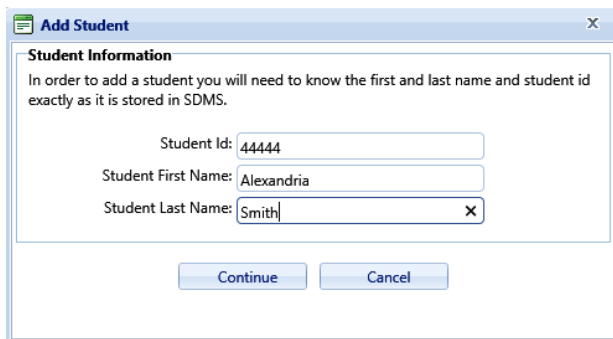 Add Student X
Student Information
In order to add a student you will need to know the first and last name and student id
exactly as it is stored in SDMS.
Student Id: 44444
Student First Name: Alexandria
Student Last Name: Smith
Continue Cancel